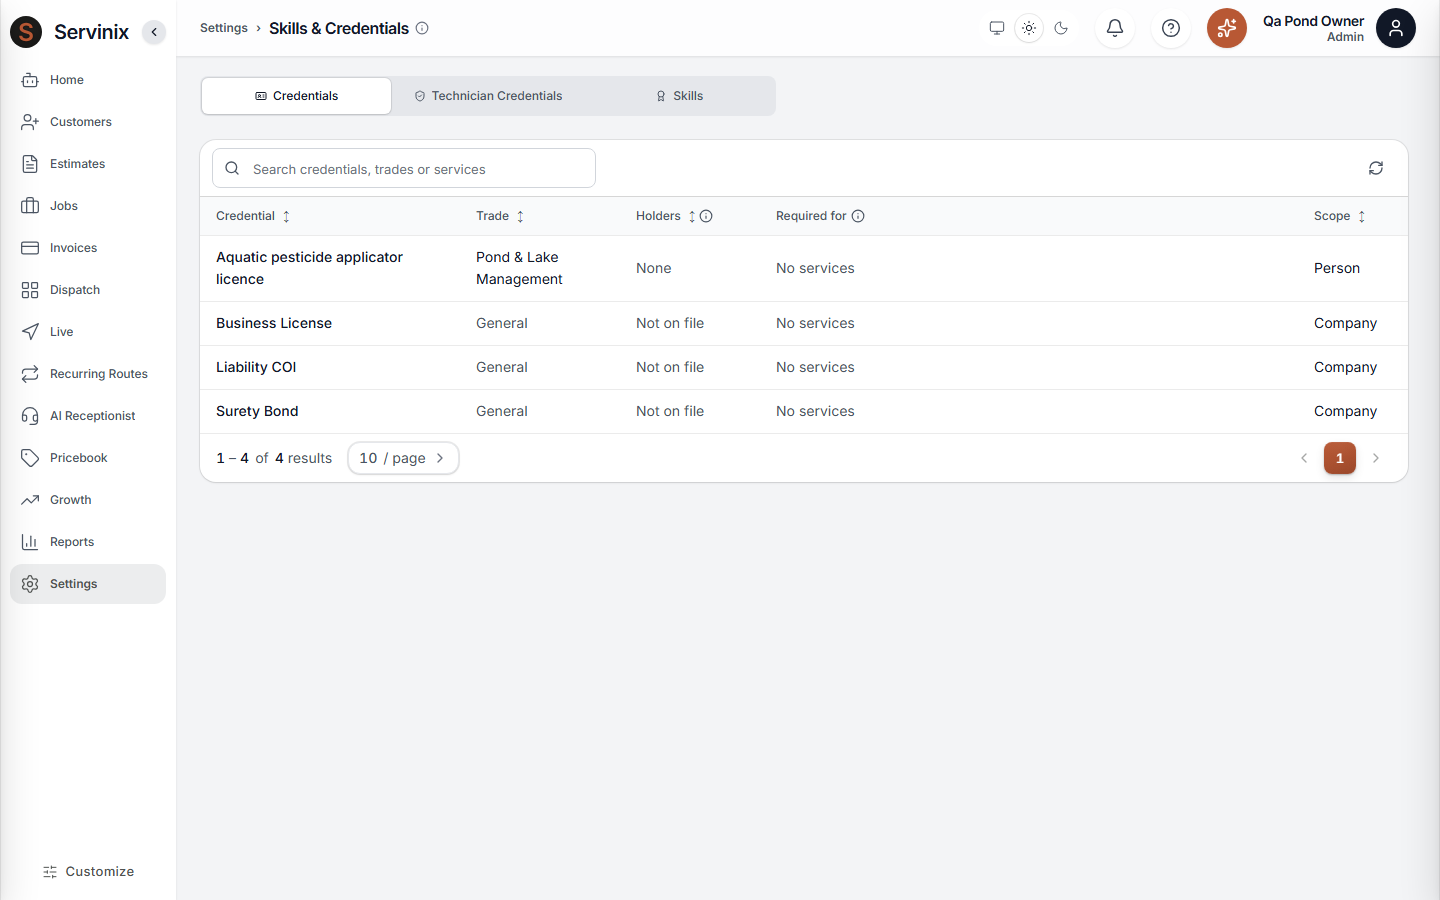 S Servinix
Settings › Skills & Credentials
Qa Pond Owner
Admin
Home
Customers
Estimates
Jobs
Invoices
Dispatch
Live
Recurring Routes
AI Receptionist
Pricebook
Growth
Reports
Settings
Customize
Credentials Technician Credentials Skills
Search credentials, trades or services
Credential Trade Holders Required for Scope
Aquatic pesticide applicator
licence
Pond & Lake
Management
None
No services
Person
Business License General Not on file No services Company
Liability COI General Not on file No services Company
Surety Bond General Not on file No services Company
1 – 4 of 4 results 10 / page 1